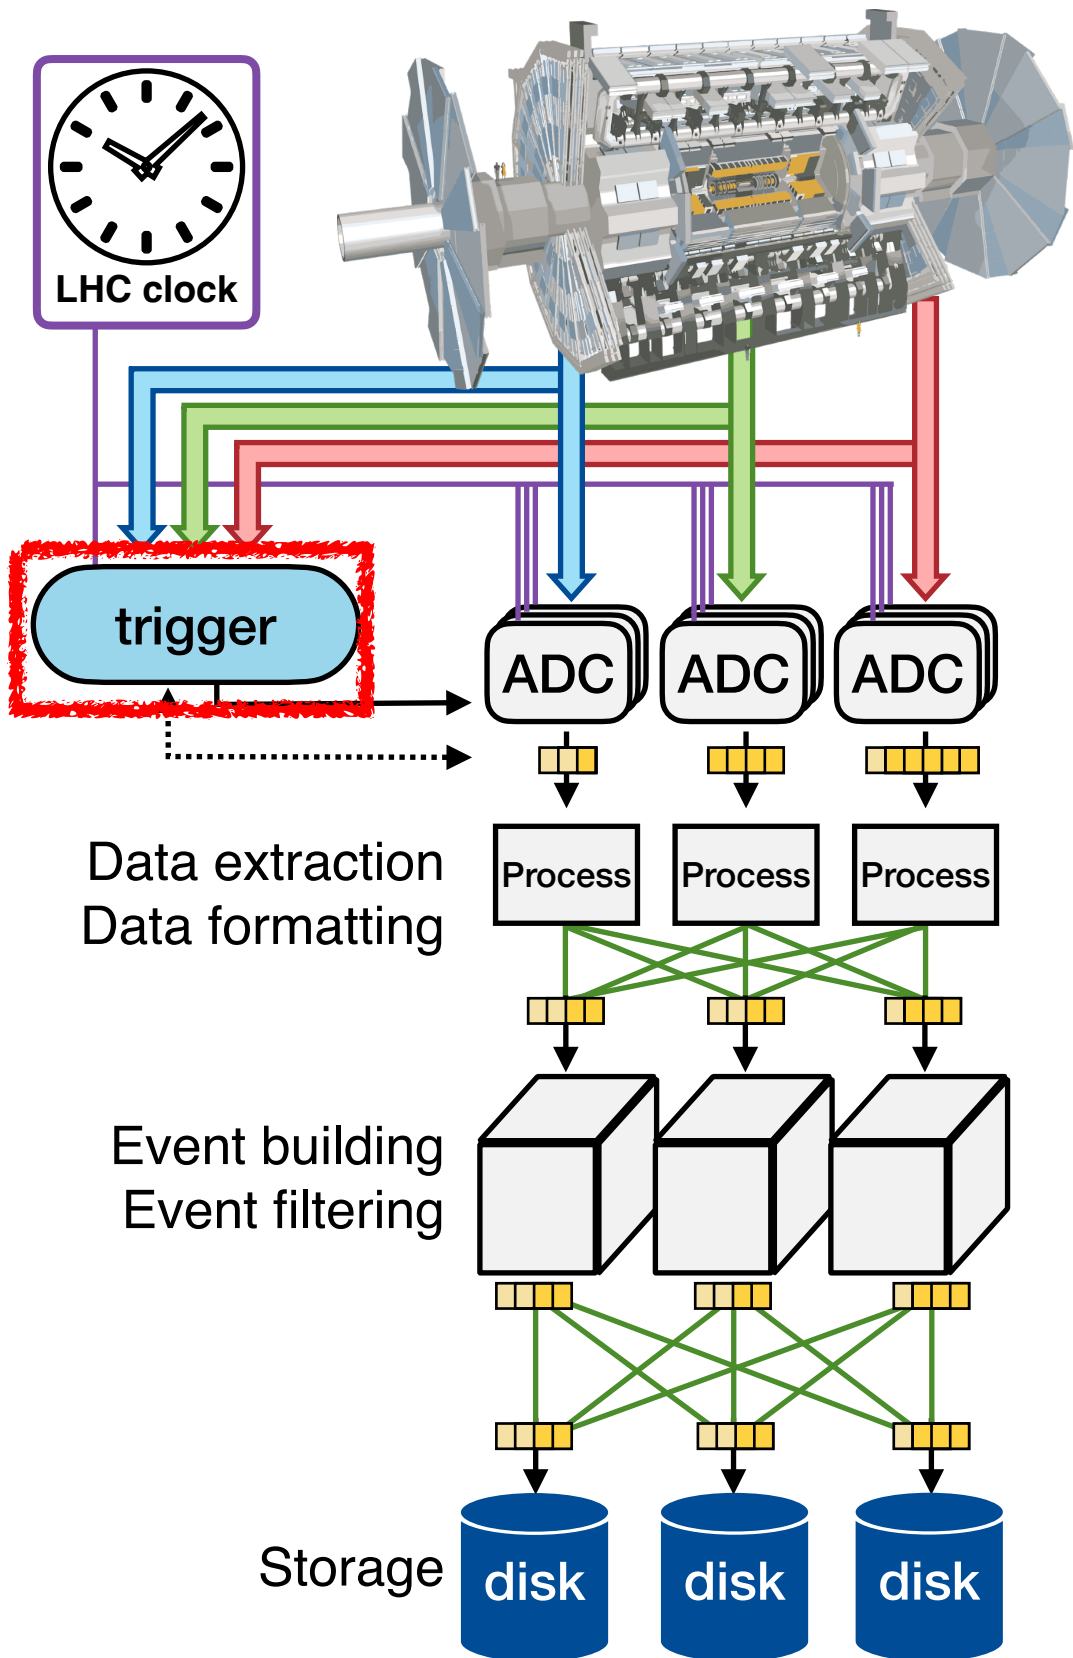 LHC clock
trigger
ADC ADC ADC
Data extraction
Data formatting
Process Process Process
Event building
Event filtering
Storage
disk disk disk